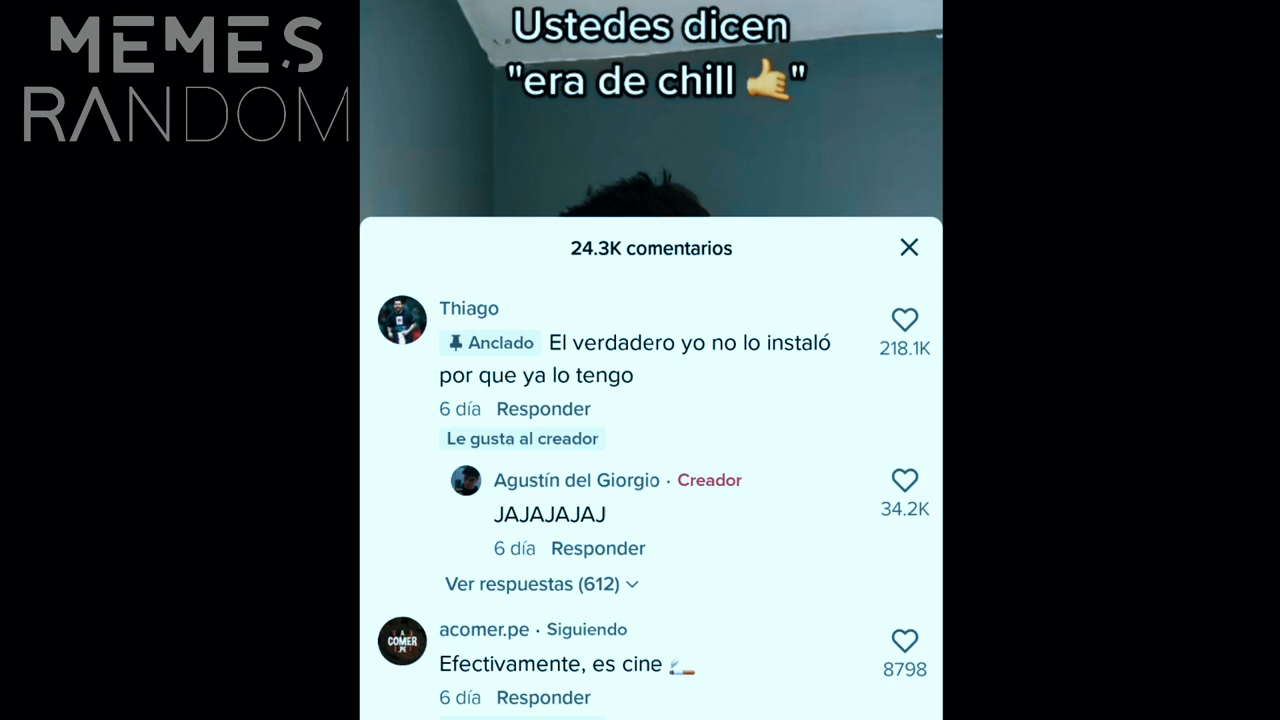 MEMES
RANDOM
Ustedes dicen
"era de chill 🤙"
24.3K comentarios
Thiago
Anclado El verdadero yo no lo instaló
por que ya lo tengo
218.1K
6 día Responder
Le gusta al creador
Agustín del Giorgio · Creador
JAJAJAJAJ
34.2K
6 día Responder
Ver respuestas (612)
A
COMER
.PE
acomer.pe · Siguiendo
Efectivamente, es cine 🚬
8798
6 día Responder